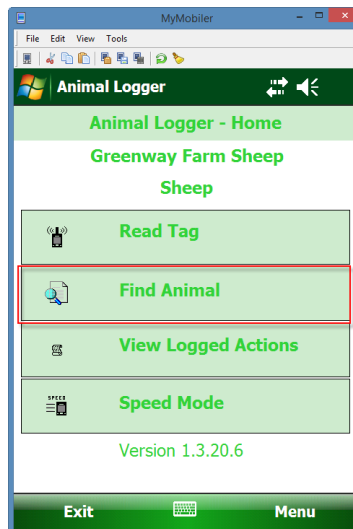 MyMobiler
File Edit View Tools
Animal Logger
Animal Logger - Home
Greenway Farm Sheep
Sheep
Read Tag
Find Animal
View Logged Actions
SPEED
Speed Mode
Version 1.3.20.6
Exit Menu